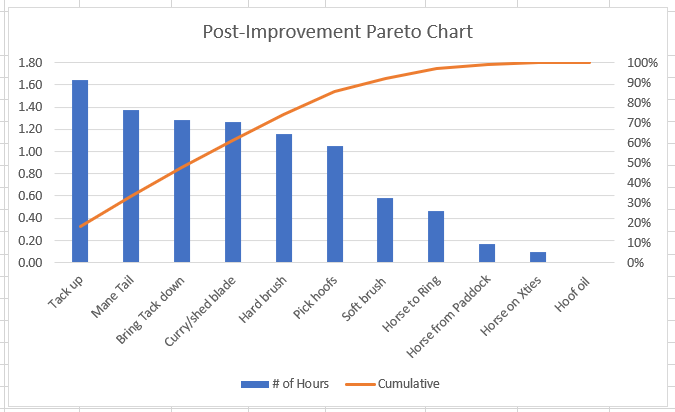 Post-Improvement Pareto Chart
1.80
1.60
1.40
1.20
1.00
0.80
0.60
0.40
0.20
0.00
100%
90%
80%
70%
60%
50%
40%
30%
20%
10%
0%
Tack up
Mane Tail
Bring Tack down
Curry/shed blade
Hard brush
Pick hoofs
Soft brush
Horse to Ring
Horse from Paddock
Horse on Xties
Hoof oil
# of Hours
Cumulative